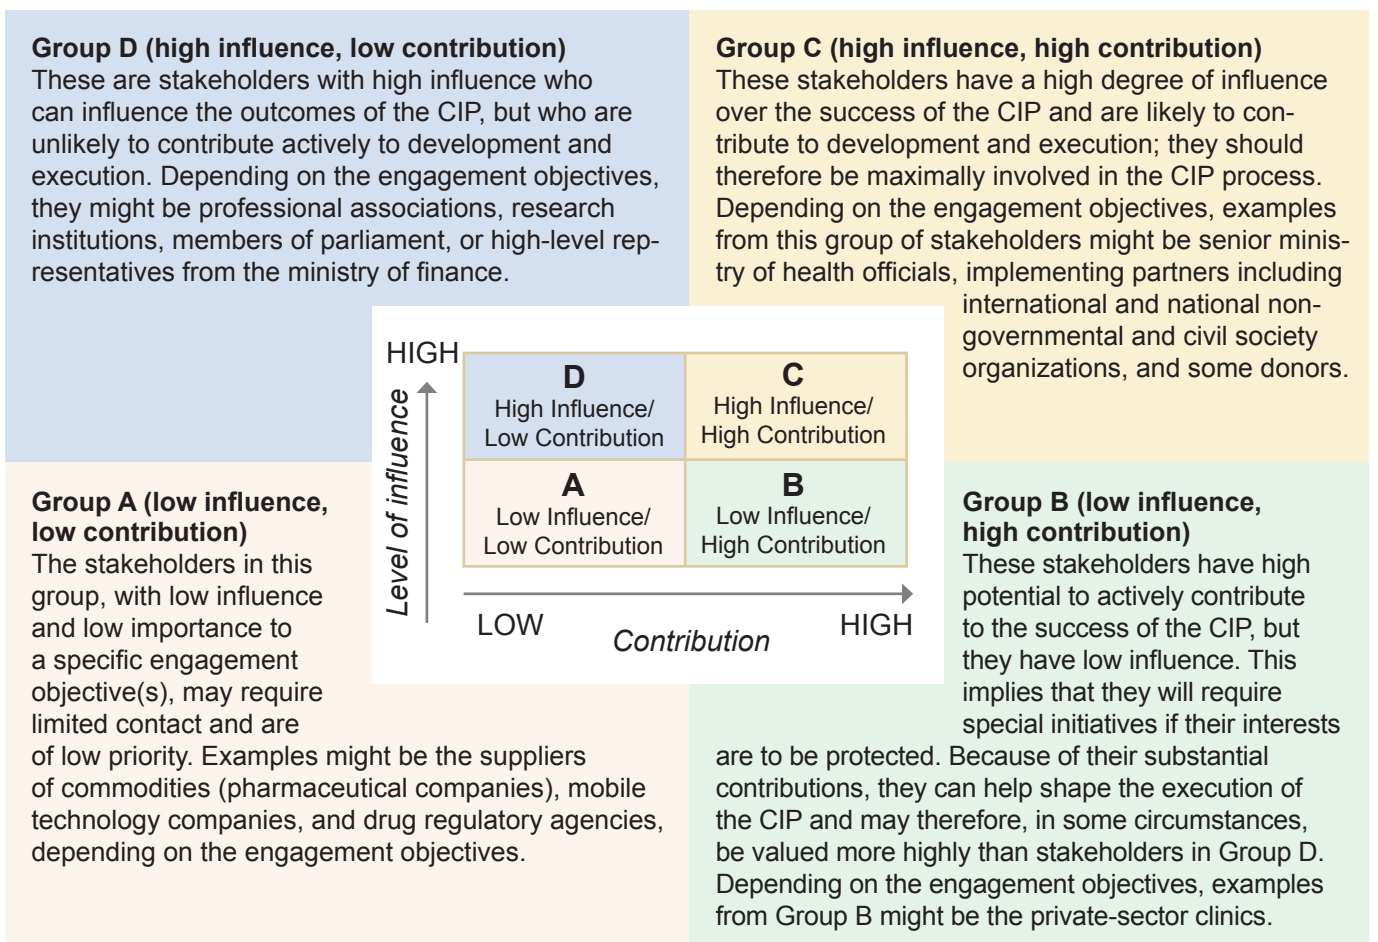 Group D (high influence, low contribution)
These are stakeholders with high influence who
can influence the outcomes of the CIP, but who are
unlikely to contribute actively to development and
execution. Depending on the engagement objectives,
they might be professional associations, research
institutions, members of parliament, or high-level rep-
resentatives from the ministry of finance.
Group C (high influence, high contribution)
These stakeholders have a high degree of influence
over the success of the CIP and are likely to con-
tribute to development and execution; they should
therefore be maximally involved in the CIP process.
Depending on the engagement objectives, examples
from this group of stakeholders might be senior minis-
try of health officials, implementing partners including
international and national non-
governmental and civil society
organizations, and some donors.
HIGH
Level of influence
D
High Influence/
Low Contribution
C
High Influence/
High Contribution
A
Low Influence/
Low Contribution
B
Low Influence/
High Contribution
LOW
Contribution
HIGH
Group A (low influence,
low contribution)
The stakeholders in this
group, with low influence
and low importance to
a specific engagement
objective(s), may require
limited contact and are
of low priority. Examples might be the suppliers
of commodities (pharmaceutical companies), mobile
technology companies, and drug regulatory agencies,
depending on the engagement objectives.
Group B (low influence,
high contribution)
These stakeholders have high
potential to actively contribute
to the success of the CIP, but
they have low influence. This
implies that they will require
special initiatives if their interests
are to be protected. Because of their substantial
contributions, they can help shape the execution of
the CIP and may therefore, in some circumstances,
be valued more highly than stakeholders in Group D.
Depending on the engagement objectives, examples
from Group B might be the private-sector clinics.